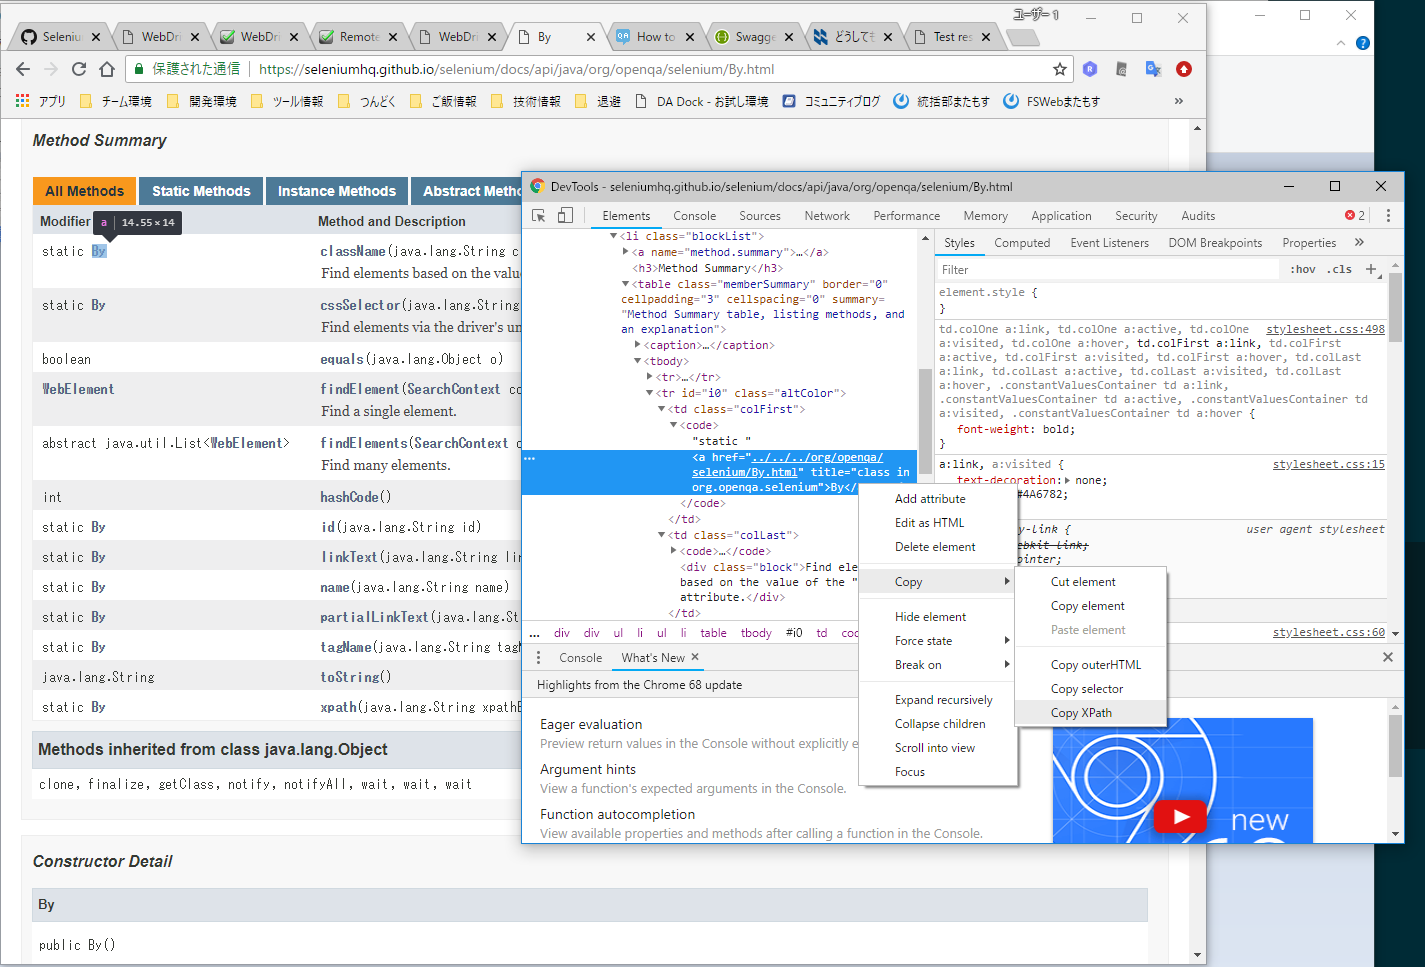 ユーザー 1
Seleniu
WebDri
WebDri
Remote
WebDri
By
How to
Swagge
どうしても
Test res
保護された通信
https://seleniumhq.github.io/selenium/docs/api/java/org/openqa/selenium/By.html
アプリ
チーム環境
開発環境
ツール情報
つんどく
ご飯情報
技術情報
退避
DA Dock - お試し環境
コミュニティブログ
統括部またもす
FSWebまたもす
»
Method Summary
All Methods
Static Methods
Instance Methods
Abstract Metho
Modifier
a 14.55×14
Method and Description
static By
className(java.lang.String c
Find elements based on the value
static By
cssSelector(java.lang.String
Find elements via the driver's un
boolean
equals(java.lang.Object o)
WebElement
findElement(SearchContext co
Find a single element.
abstract java.util.List<WebElement>
findElements(SearchContext c
Find many elements.
int
hashCode()
static By
id(java.lang.String id)
static By
linkText(java.lang.String lin
static By
name(java.lang.String name)
static By
partialLinkText(java.lang.St
static By
tagName(java.lang.String tagN
java.lang.String
toString()
static By
xpath(java.lang.String xpathE
Methods inherited from class java.lang.Object
clone, finalize, getClass, notify, notifyAll, wait, wait, wait
Constructor Detail
By
public By()
DevTools - seleniumhq.github.io/selenium/docs/api/java/org/openqa/selenium/By.html
Elements
Console
Sources
Network
Performance
Memory
Application
Security
Audits
2
<li class="blockList">
<a name="method.summary">…</a>
<h3>Method Summary</h3>
<table class="memberSummary" border="0"
cellpadding="3" cellspacing="0" summary=
"Method Summary table, listing methods, and
an explanation">
<caption>…</caption>
<tbody>
<tr>…</tr>
<tr id="i0" class="altColor">
<td class="colFirst">
<code>
"static "
<a href="../../../org/openqa/
selenium/By.html" title="class in
org.openqa.selenium">By</
</code>
</td>
<td class="colLast">
<code>…</code>
<div class="block">Find ele
based on the value of the "
attribute.</div>
</td>
... div div ul li ul li table tbody #i0 td coc
Styles
Computed
Event Listeners
DOM Breakpoints
Properties
»
Filter
:hov
.cls
+
element.style {
}
td.colOne a:link, td.colOne a:active, td.colOne
stylesheet.css:498
a:visited, td.colOne a:hover, td.colFirst a:link, td.colFirst
a:active, td.colFirst a:visited, td.colFirst a:hover, td.colLast
a:link, td.colLast a:active, td.colLast a:visited, td.colLast
a:hover, .constantValuesContainer td a:link,
.constantValuesContainer td a:active, .constantValuesContainer td
a:visited, .constantValuesContainer td a:hover {
font-weight: bold;
}
a:link, a:visited {
stylesheet.css:15
text-decoration: none;
#4A6782;
y-link {
user agent stylesheet
ebkit-link;
ointer;
stylesheet.css:60
Add attribute
Edit as HTML
Delete element
Copy
Hide element
Force state
Break on
Expand recursively
Collapse children
Scroll into view
Focus
Cut element
Copy element
Paste element
Copy outerHTML
Copy selector
Copy XPath
Console
What's New
Highlights from the Chrome 68 update
Eager evaluation
Preview return values in the Console without explicitly e
Argument hints
View a function's expected arguments in the Console.
Function autocompletion
View available properties and methods after calling a function in the Console.
new